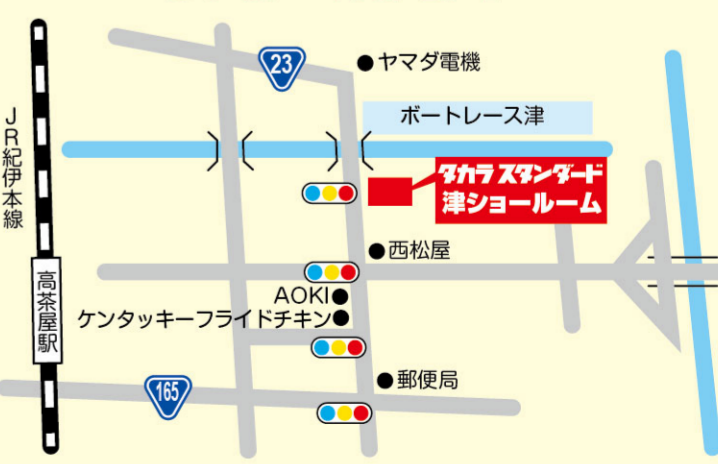 23
ヤマダ電機
ボートレース津
JR紀伊本線
タカラスタンダード
津ショールーム
西松屋
高茶屋駅
AOKI
ケンタッキーフライドチキン
郵便局
165